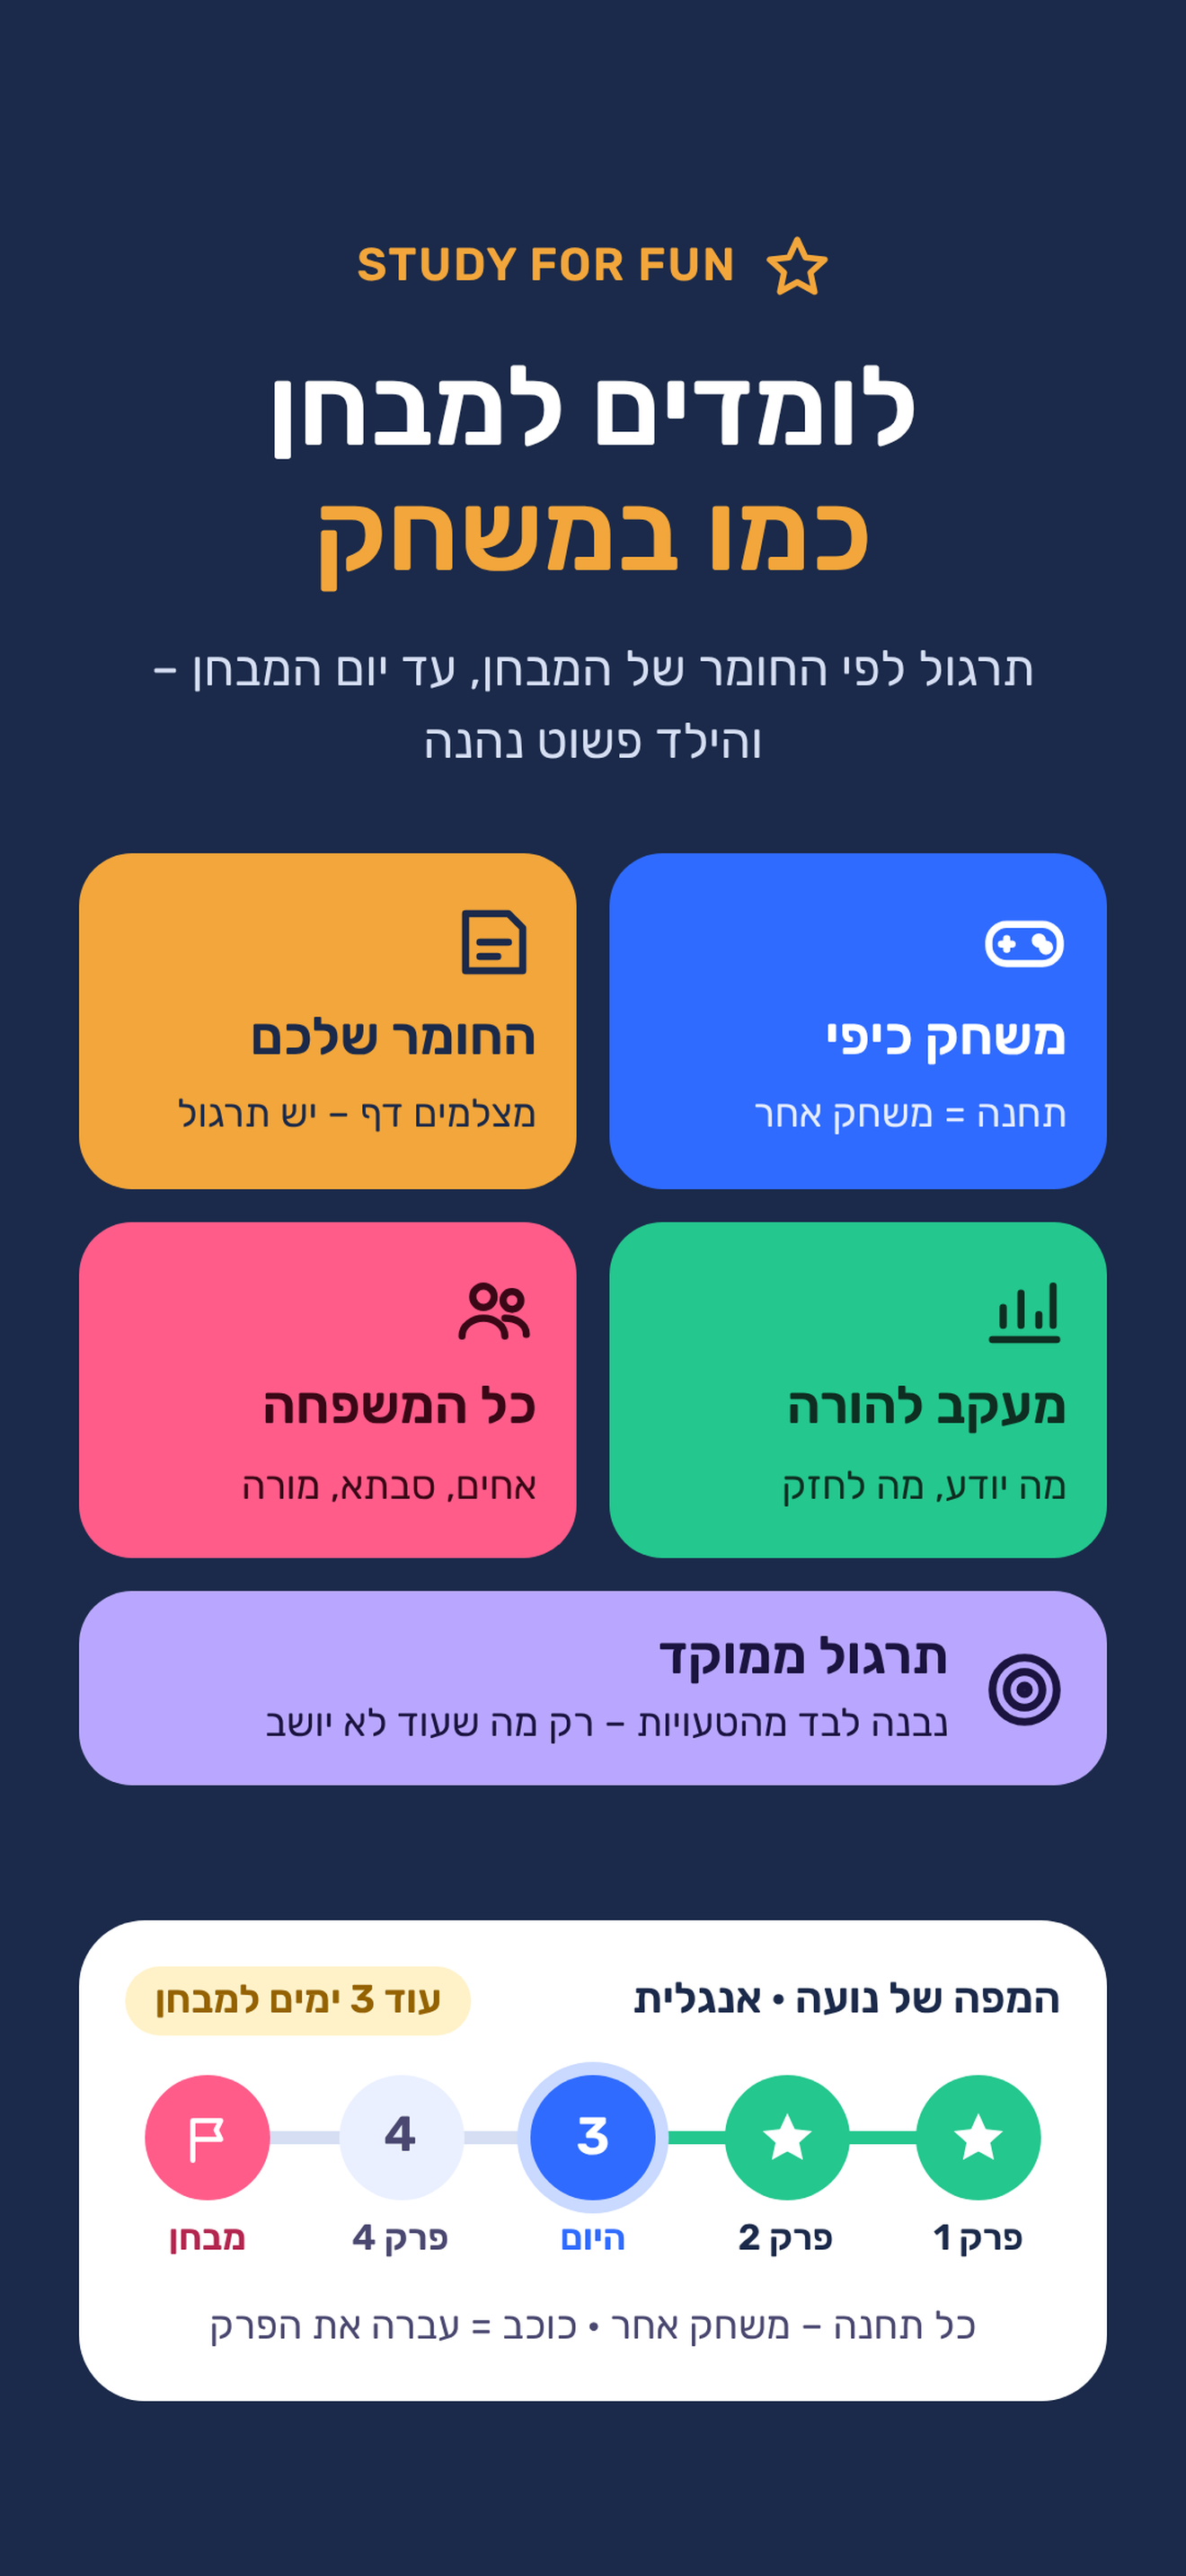 STUDY FOR FUN
לומדים למבחן
כמו במשחק
תרגול לפי החומר של המבחן, עד יום המבחן –
והילד פשוט נהנה
משחק כיפי
תחנה = משחק אחר
החומר שלכם
מצלמים דף – יש תרגול
מעקב להורה
מה יודע, מה לחזק
כל המשפחה
אחים, סבתא, מורה
תרגול ממוקד
נבנה לבד מהטעויות – רק מה שעוד לא יושב
המפה של נועה • אנגלית
עוד 3 ימים למבחן
3
4
פרק 1
פרק 2
היום
פרק 4
מבחן
כל תחנה – משחק אחר • כוכב = עברה את הפרק